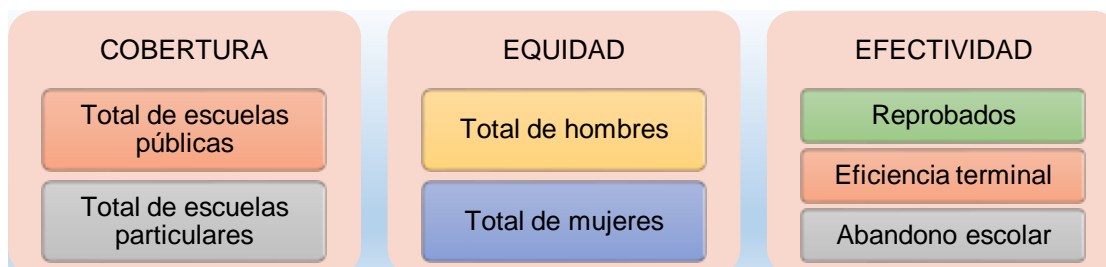 COBERTURA
Total de escuelas
públicas
Total de escuelas
particulares
EQUIDAD
Total de hombres
Total de mujeres
EFECTIVIDAD
Reprobados
Eficiencia terminal
Abandono escolar